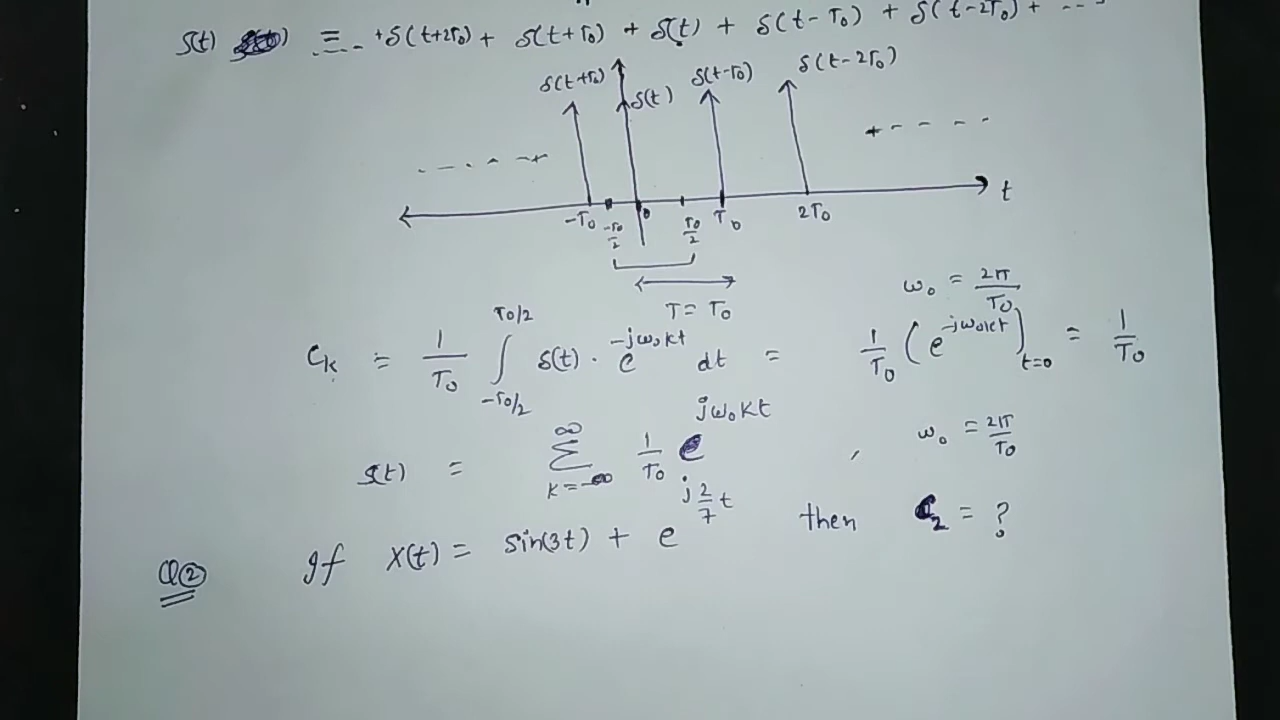 S(t) = ... +δ(t+2T₀) + δ(t+T₀) + δ(t) + δ(t-T₀) + δ(t-2T₀) + ...
δ(t+T₀) δ(t) δ(t-T₀) δ(t-2T₀)
- - - - + + - - - -
-T₀ -T₀/2 0 T₀/2 T₀ 2T₀ t
T = T₀
ω₀ = 2π/T₀
Cₖ = 1/T₀ ∫_{-T₀/2}^{T₀/2} δ(t) · e^{-jω₀kt} dt = 1/T₀ (e^{-jω₀kt})_{t=0} = 1/T₀
S(t) = Σ_{k=-∞}^{∞} 1/T₀ e^{jω₀kt} , ω₀ = 2π/T₀
Q② If x(t) = sin(3t) + e^{j 2/7 t} then C₂ = ?